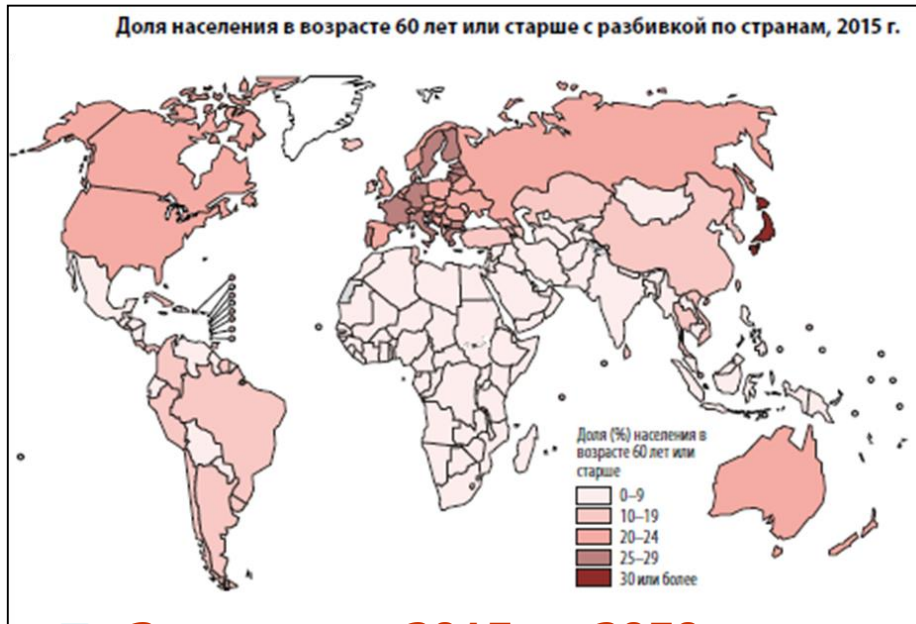 Доля населения в возрасте 60 лет или старше с разбивкой по странам, 2015 г.
Доля (%) населения в
возрасте 60 лет или
старше
0–9
10–19
20–24
25–29
30 или более